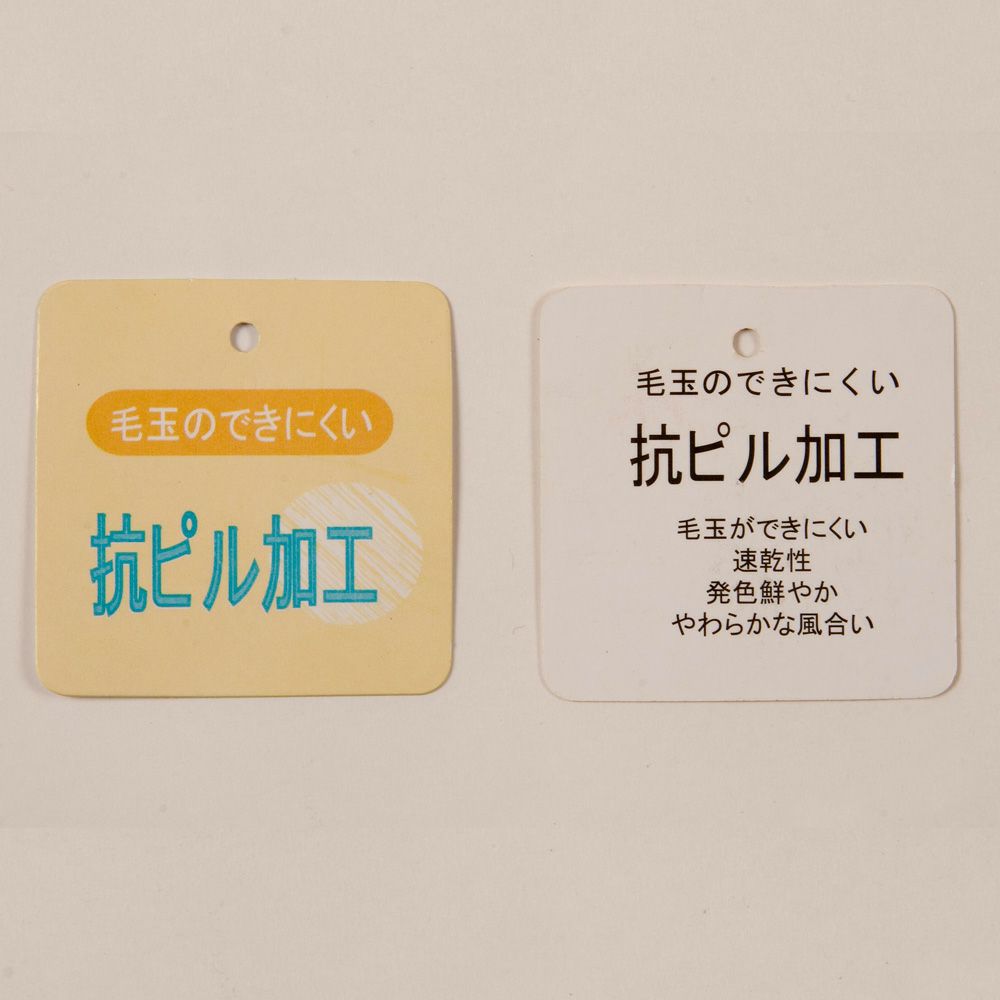 毛玉のできにくい
抗ピル加工
毛玉のできにくい
抗ピル加工
毛玉ができにくい
速乾性
発色鮮やか
やわらかな風合い